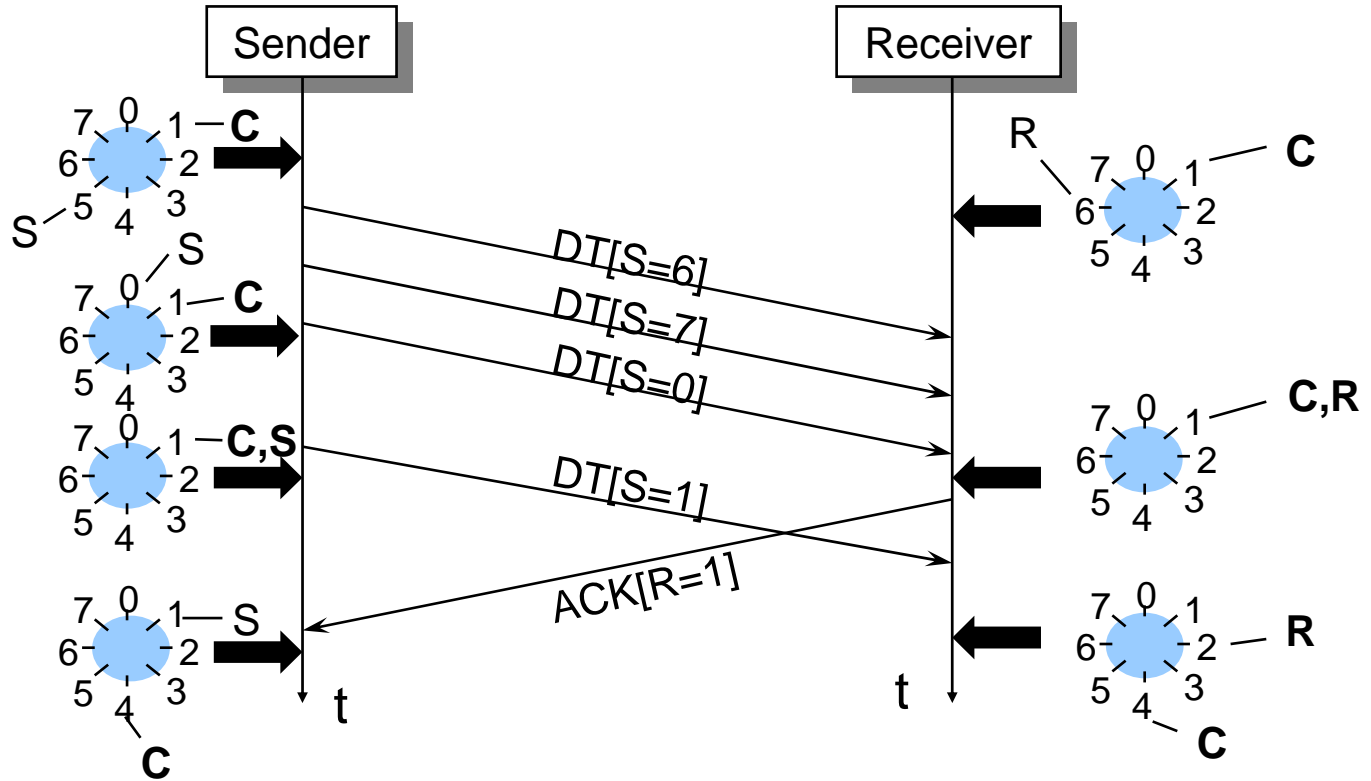 Sender
Receiver
7 0 1 C
6 2
S 5 4 3
R
7 0 1 C
6 2
5 4 3
DT[S=6]
S
7 0 1 C
6 2
5 4 3
DT[S=7]
DT[S=0]
7 0 1 C,S
6 2
5 4 3
7 0 1 C,R
6 2
5 4 3
DT[S=1]
ACK[R=1]
7 0 1 S
6 2
5 4 3
C
7 0 1
6 2 R
5 4 3
C
t
t